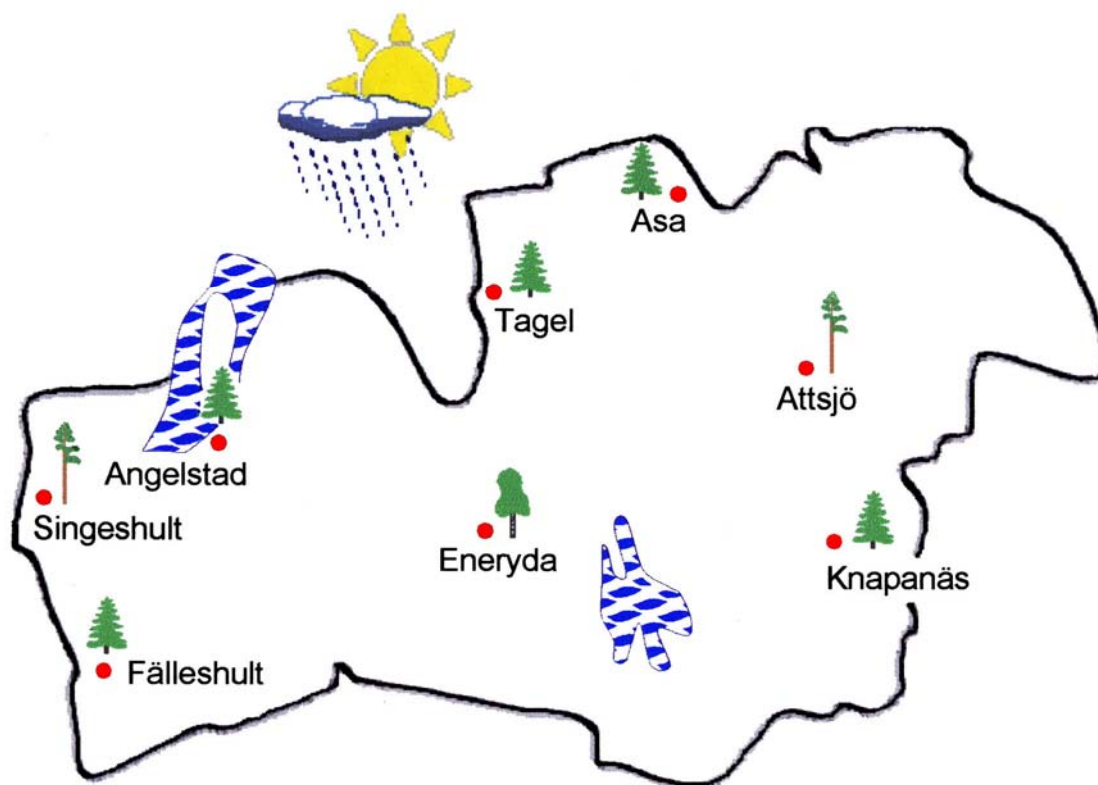 Asa
Tagel
Attsjö
Angelstad
Singeshult
Eneryda
Knapanäs
Fälleshult